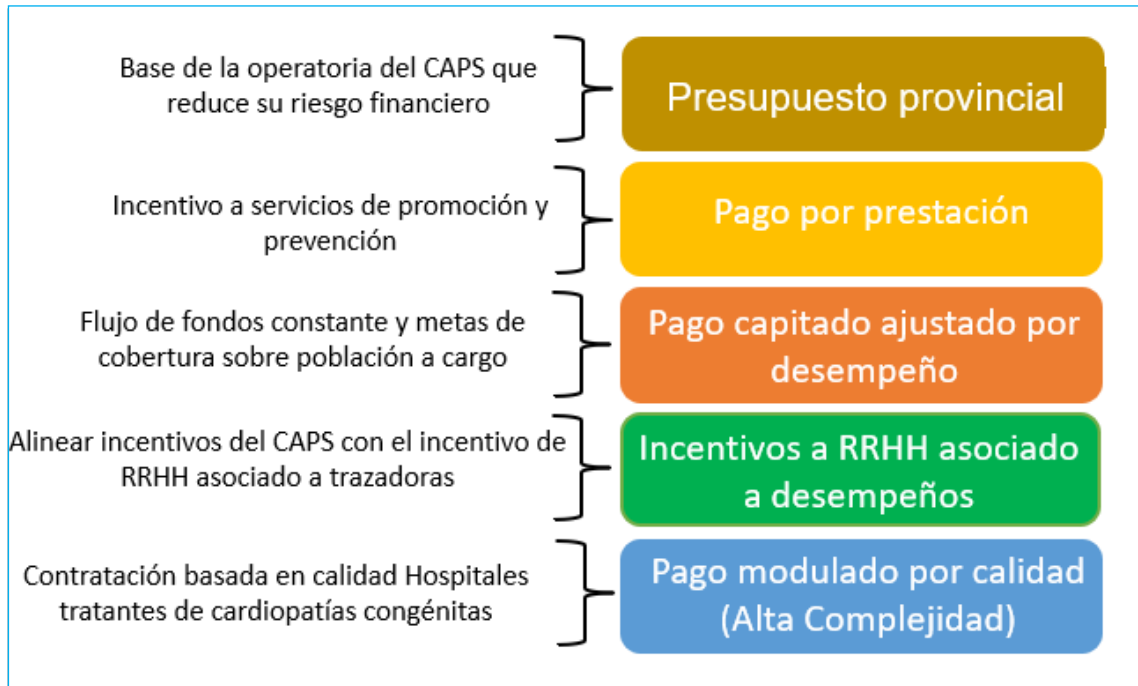 Base de la operatoria del CAPS que
reduce su riesgo financiero
Presupuesto provincial
Incentivo a servicios de promoción y
prevención
Pago por prestación
Flujo de fondos constante y metas de
cobertura sobre población a cargo
Pago capitado ajustado por
desempeño
Alinear incentivos del CAPS con el incentivo de
RRHH asociado a trazadoras
Incentivos a RRHH asociado
a desempeños
Contratación basada en calidad Hospitales
tratantes de cardiopatías congénitas
Pago modulado por calidad
(Alta Complejidad)